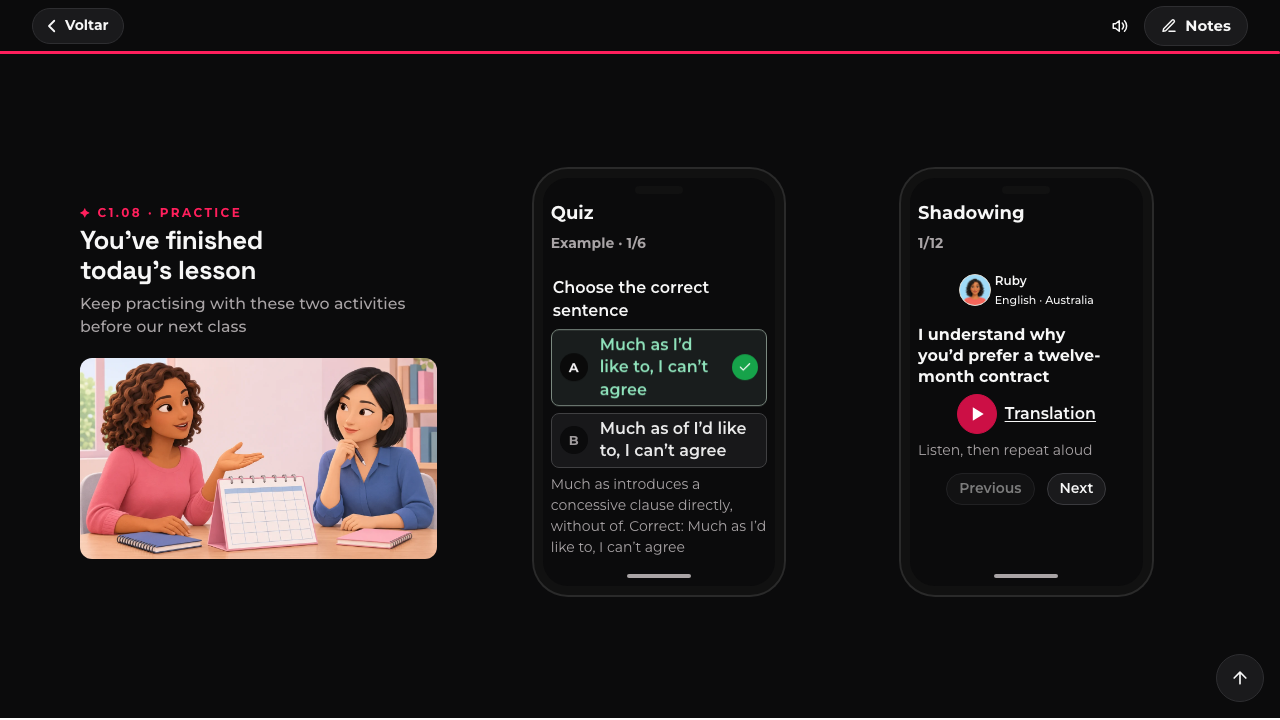 Voltar
Notes
C1.08 · PRACTICE
You’ve finished
today’s lesson
Keep practising with these two activities
before our next class
Quiz
Example · 1/6
Choose the correct
sentence
A
Much as I’d
like to, I can’t
agree
B
Much as of I’d like
to, I can’t agree
Much as introduces a
concessive clause directly,
without of. Correct: Much as I’d
like to, I can’t agree
Shadowing
1/12
Ruby
English · Australia
I understand why
you’d prefer a twelve-
month contract
Translation
Listen, then repeat aloud
Previous
Next